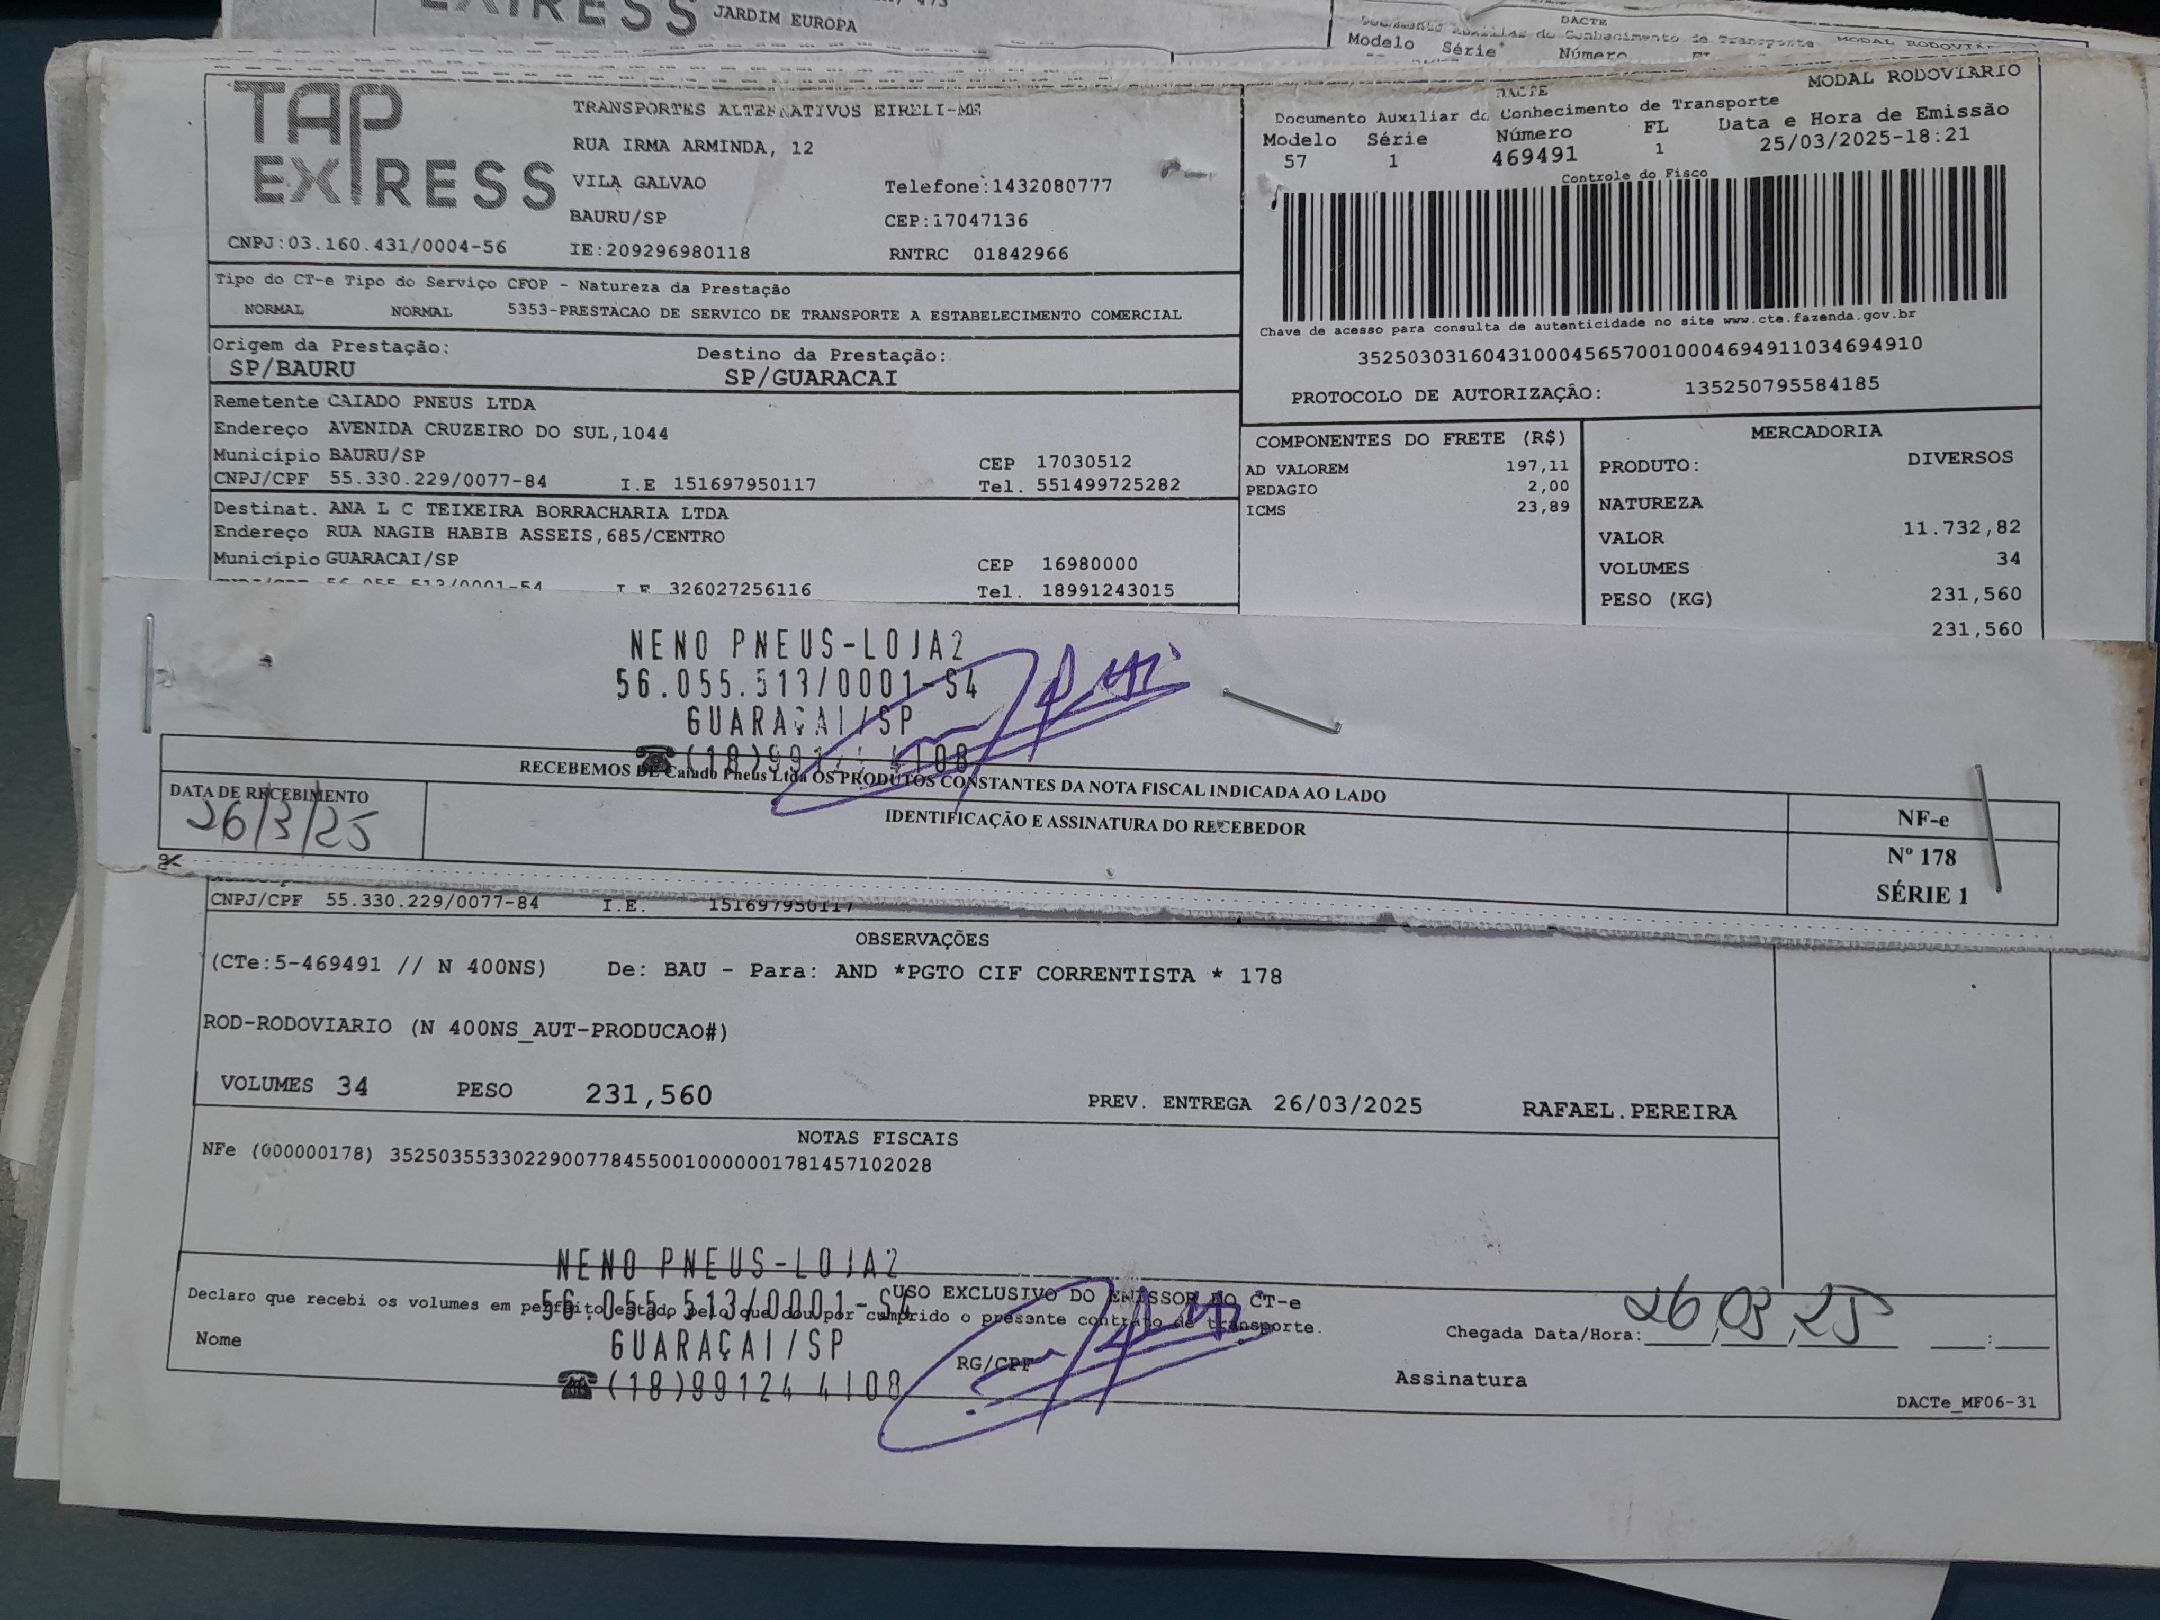 JARDIM EUROPA
DACTE
Modelo Série Número
TAP EXPRESS
TRANSPORTES ALTERNATIVOS EIRELI-ME
RUA IRMA ARMINDA, 12
VILA GALVAO Telefone:1432080777
BAURU/SP CEP:17047136
CNPJ:03.160.431/0004-56 IE:209296980118 RNTRC 01842966
MODAL RODOVIARIO
DACTE
Documento Auxiliar do Conhecimento de Transporte
Modelo Série Número FL Data e Hora de Emissão
57 1 469491 1 25/03/2025-18:21
Controle do Fisco
Chave de acesso para consulta de autenticidade no site www.cte.fazenda.gov.br
35250303160431000456570010004694911034694910
PROTOCOLO DE AUTORIZAÇÃO: 135250795584185
Tipo do CT-e Tipo do Serviço CFOP - Natureza da Prestação
NORMAL NORMAL 5353-PRESTACAO DE SERVICO DE TRANSPORTE A ESTABELECIMENTO COMERCIAL
Origem da Prestação: Destino da Prestação:
SP/BAURU SP/GUARACAI
Remetente CAIADO PNEUS LTDA
Endereço AVENIDA CRUZEIRO DO SUL,1044
Município BAURU/SP CEP 17030512
CNPJ/CPF 55.330.229/0077-84 I.E 151697950117 Tel. 551499725282
Destinat. ANA L C TEIXEIRA BORRACHARIA LTDA
Endereço RUA NAGIB HABIB ASSEIS,685/CENTRO
Município GUARACAI/SP CEP 16980000
CNPJ/CPF 56.055.513/0001-54 I.E 326027256116 Tel. 18991243015
COMPONENTES DO FRETE (R$)
AD VALOREM 197,11
PEDAGIO 2,00
ICMS 23,89
MERCADORIA
PRODUTO: DIVERSOS
NATUREZA
VALOR 11.732,82
VOLUMES 34
PESO (KG) 231,560
231,560
NENO PNEUS-LOJA2
56.055.513/0001-54
GUARAÇAI/SP
(18)99124 4108
RECEBEMOS DE Caiado Pneus Ltda OS PRODUTOS CONSTANTES DA NOTA FISCAL INDICADA AO LADO
DATA DE RECEBIMENTO
26/3/25
IDENTIFICAÇÃO E ASSINATURA DO RECEBEDOR
NF-e
Nº 178
SÉRIE 1
CNPJ/CPF 55.330.229/0077-84 I.E. 151697950117
OBSERVAÇÕES
(CTe:5-469491 // N 400NS) De: BAU - Para: AND *PGTO CIF CORRENTISTA * 178
ROD-RODOVIARIO (N 400NS_AUT-PRODUCAO#)
VOLUMES 34 PESO 231,560 PREV. ENTREGA 26/03/2025 RAFAEL.PEREIRA
NOTAS FISCAIS
NFe (000000178) 35250355330229007784550010000001781457102028
NENO PNEUS-LOJA2
56.055.513/0001-54
GUARAÇAI/SP
(18)99124 4108
USO EXCLUSIVO DO EMISSOR DO CT-e
Declaro que recebi os volumes em perfeito estado pelo que dou por cumprido o presente contrato de transporte.
Nome RG/CPF Chegada Data/Hora: 26/03/25 :
Assinatura
DACTe_MF06-31